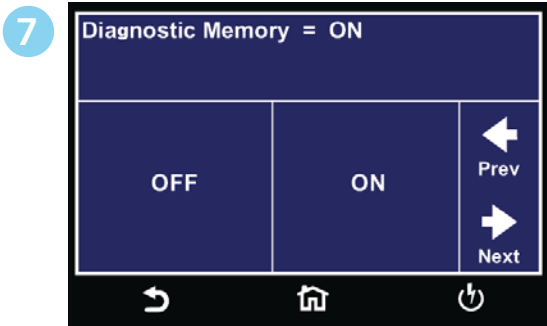 7
Diagnostic Memory = ON
OFF
ON
Prev
Next